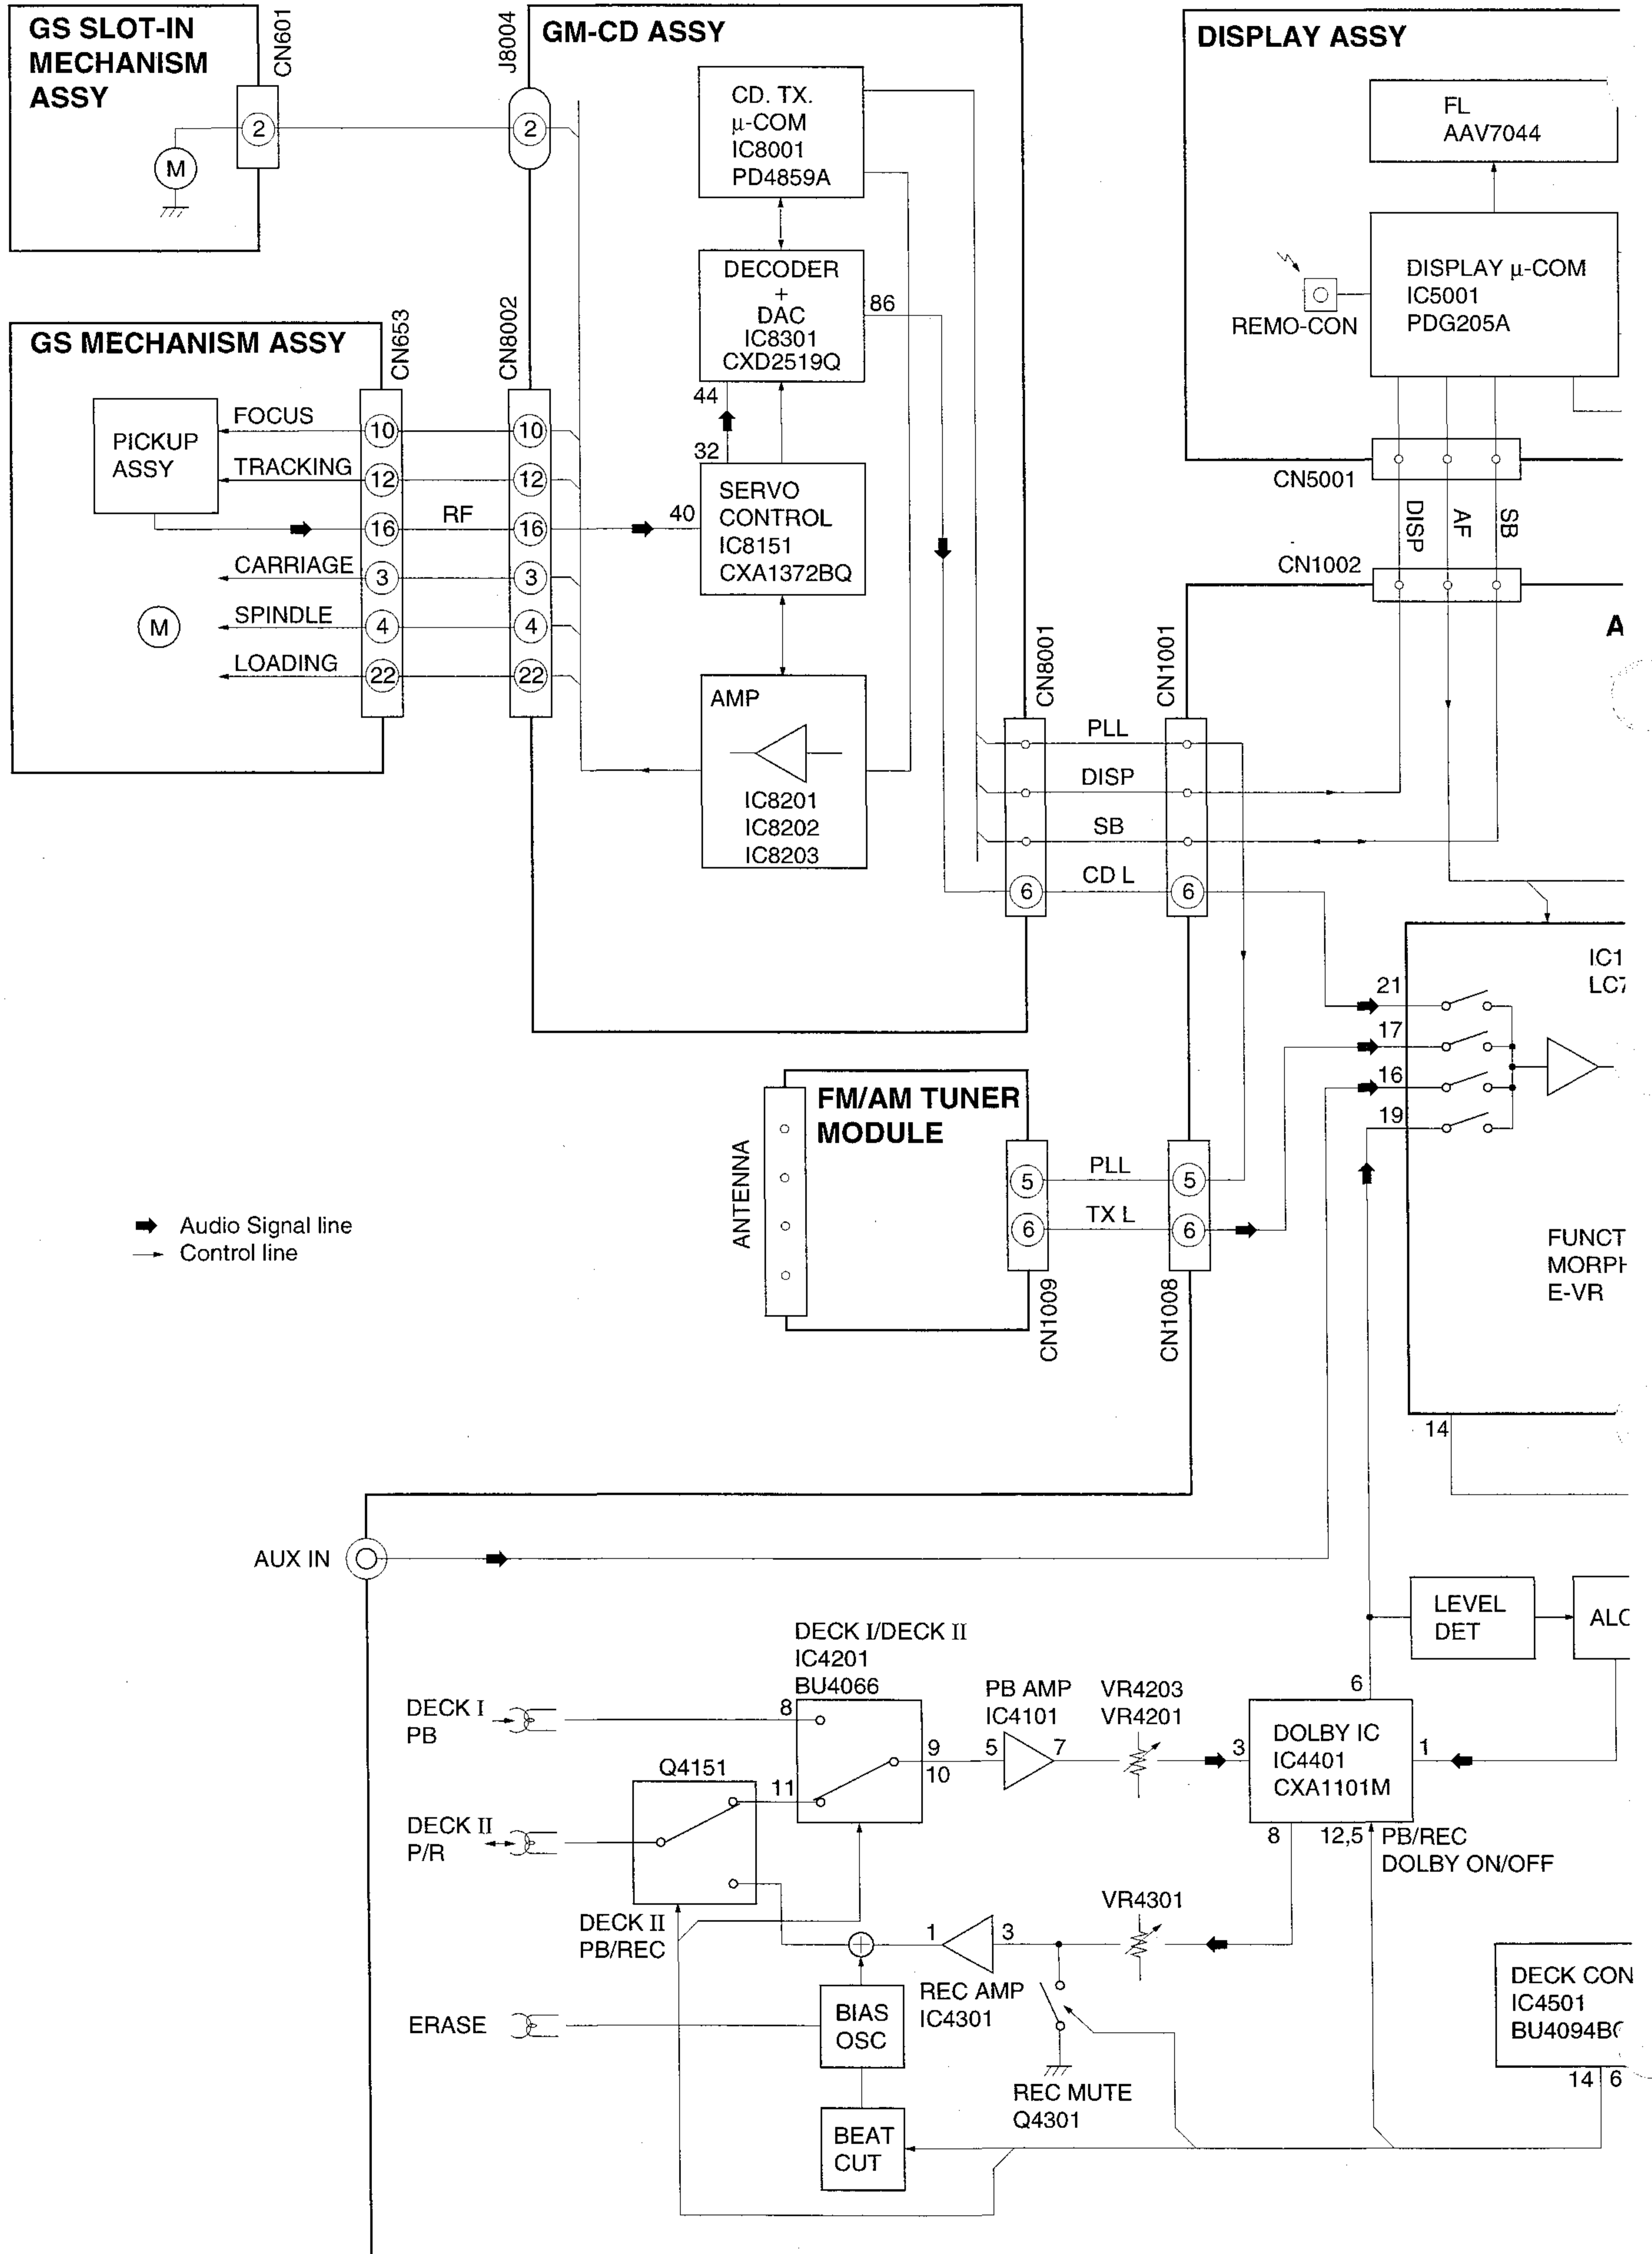 GS SLOT-IN
MECHANISM
ASSY
CN601
2
M
J8004
2
GM-CD ASSY
CD. TX.
μ-COM
IC8001
PD4859A
DECODER
+
DAC
IC8301
CXD2519Q
86
44
32
40
SERVO
CONTROL
IC8151
CXA1372BQ
AMP
IC8201
IC8202
IC8203
DISPLAY ASSY
FL
AAV7044
DISPLAY μ-COM
IC5001
PDG205A
REMO-CON
CN5001
DISP
AF
SB
CN1002
A
GS MECHANISM ASSY
CN653
CN8002
PICKUP
ASSY
FOCUS
10
10
TRACKING
12
12
RF
16
16
CARRIAGE
3
3
M
SPINDLE
4
4
LOADING
22
22
CN8001
CN1001
PLL
DISP
SB
CD L
6
6
IC1
21
17
16
19
14
E-VR
FM/AM TUNER
MODULE
ANTENNA
PLL
5
5
TX L
6
6
CN1009
CN1008
Audio Signal line
Control line
AUX IN
LEVEL
DET
DECK I/DECK II
IC4201
BU4066
8
11
9
10
DECK I
PB
Q4151
DECK II
P/R
DECK II
PB/REC
PB AMP
IC4101
5
7
VR4203
VR4201
6
3
DOLBY IC
IC4401
CXA1101M
1
8
12,5
PB/REC
DOLBY ON/OFF
VR4301
1
3
REC AMP
IC4301
ERASE
BIAS
OSC
REC MUTE
Q4301
BEAT
CUT
DECK CON
IC4501
14
6